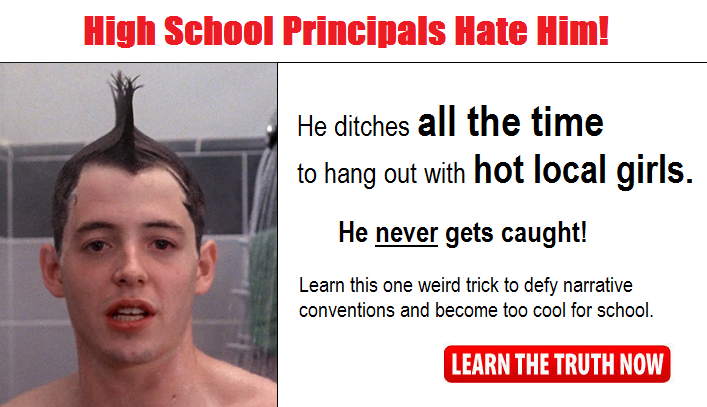 High School Principals Hate Him!
He ditches all the time
to hang out with hot local girls.
He never gets caught!
Learn this one weird trick to defy narrative
conventions and become too cool for school.
LEARN THE TRUTH NOW